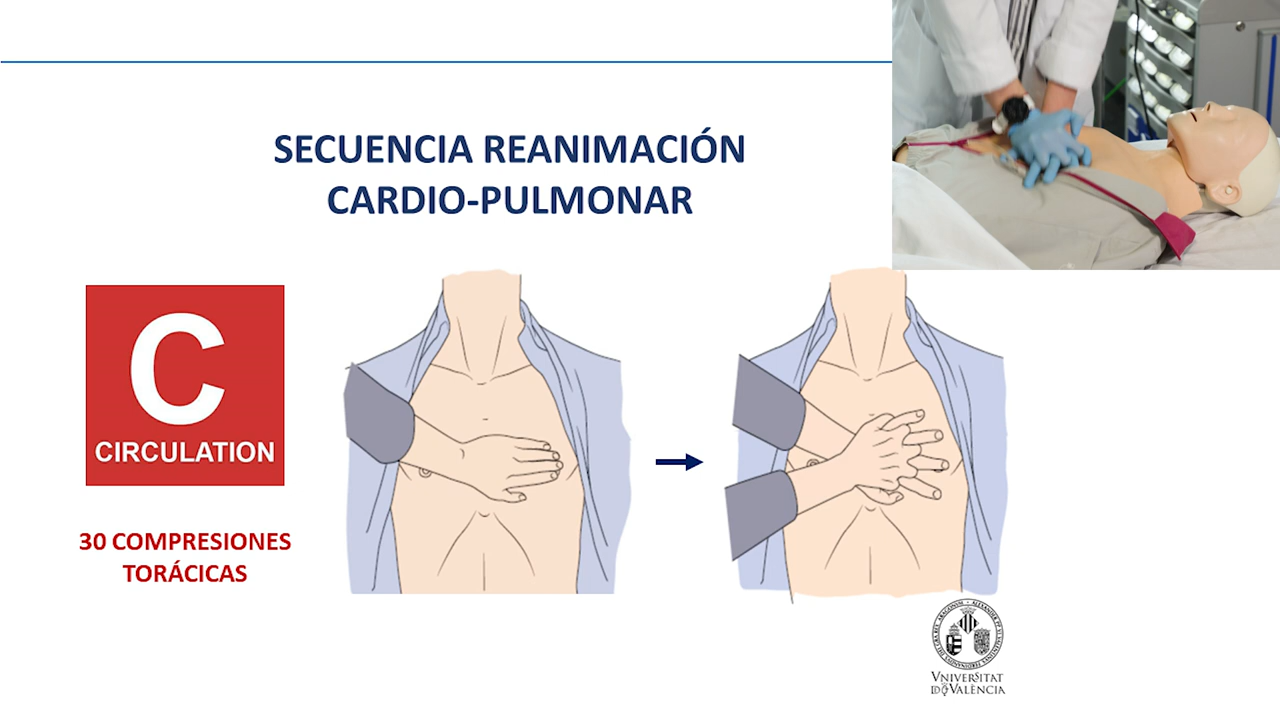 SECUENCIA REANIMACIÓN
CARDIO-PULMONAR
C
CIRCULATION
30 COMPRESIONES
TORÁCICAS
VNIVERSITAT
DE VALÈNCIA